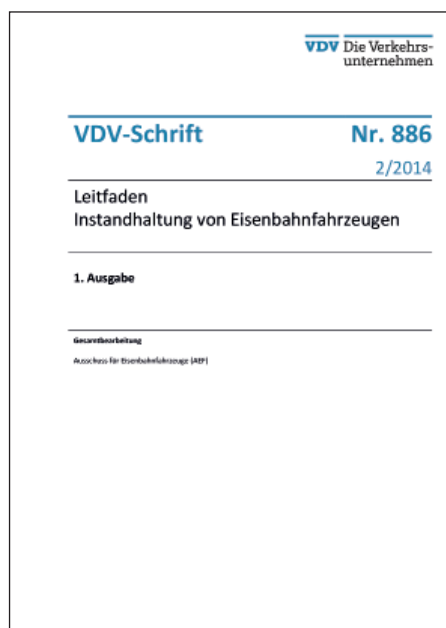 VDV Die Verkehrs-
unternehmen
VDV-Schrift Nr. 886
2/2014
Leitfaden
Instandhaltung von Eisenbahnfahrzeugen
1. Ausgabe
Gesamtbearbeitung
Ausschuss für Eisenbahnfahrzeuge (AEF)